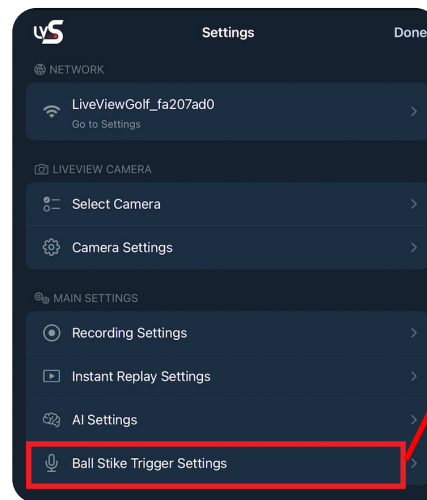 LVS
Settings
Done
NETWORK
LiveViewGolf_fa207ad0
Go to Settings
LIVEVIEW CAMERA
Select Camera
Camera Settings
MAIN SETTINGS
Recording Settings
Instant Replay Settings
AI Settings
Ball Stike Trigger Settings